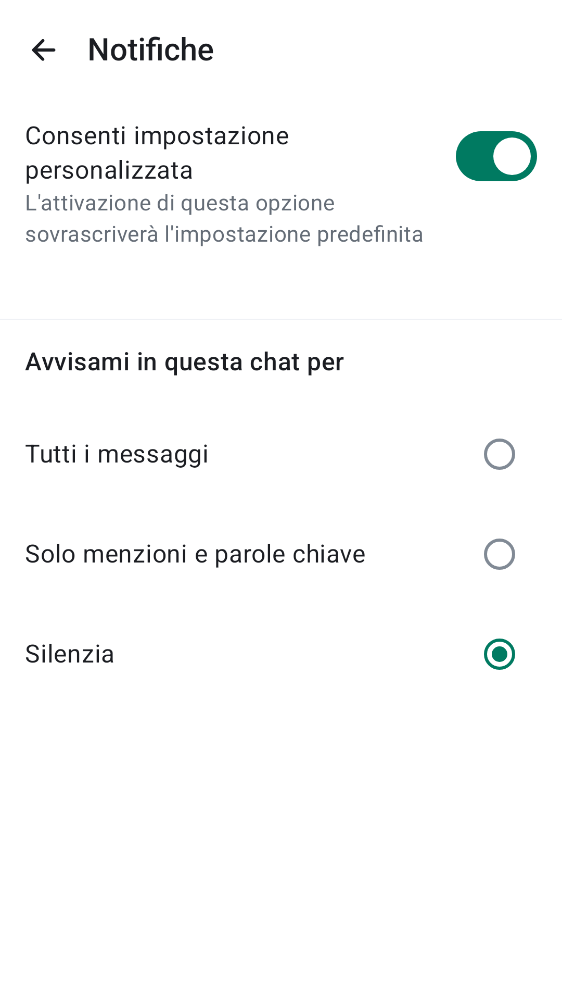 Notifiche
Consenti impostazione
personalizzata
L'attivazione di questa opzione
sovrascriverà l'impostazione predefinita
Avvisami in questa chat per
Tutti i messaggi
Solo menzioni e parole chiave
Silenzia